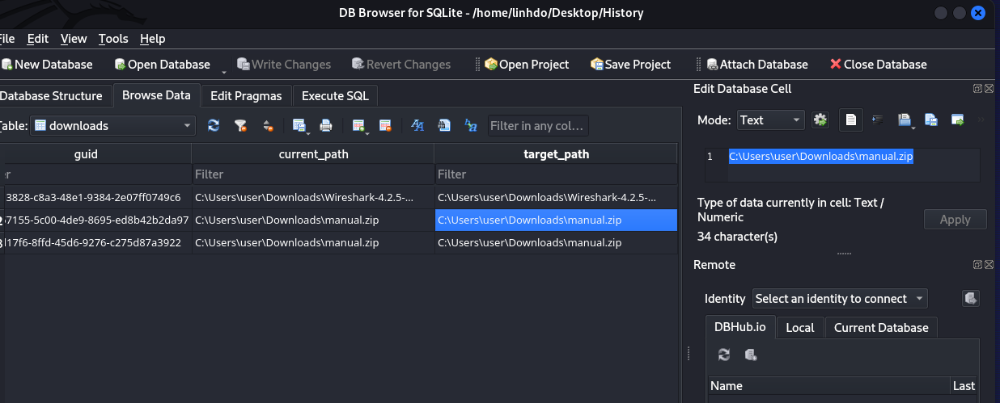 DB Browser for SQLite - /home/linhdo/Desktop/History
File Edit View Tools Help
New Database Open Database Write Changes Revert Changes Open Project Save Project Attach Database Close Database
Database Structure Browse Data Edit Pragmas Execute SQL
Table: downloads Filter in any col...
guid current_path target_path
Filter Filter
3828-c8a3-48e1-9384-2e07ff0749c6 C:\Users\user\Downloads\Wireshark-4.2.5-... C:\Users\user\Downloads\Wireshark-4.2.5-...
7155-5c00-4de9-8695-ed8b42b2da97 C:\Users\user\Downloads\manual.zip C:\Users\user\Downloads\manual.zip
17f6-8ffd-45d6-9276-c275d87a3922 C:\Users\user\Downloads\manual.zip C:\Users\user\Downloads\manual.zip
Edit Database Cell
Mode: Text
1 C:\Users\user\Downloads\manual.zip
Type of data currently in cell: Text /
Numeric
34 character(s)
Apply
Remote
Identity Select an identity to connect
DBHub.io Local Current Database
Name Last